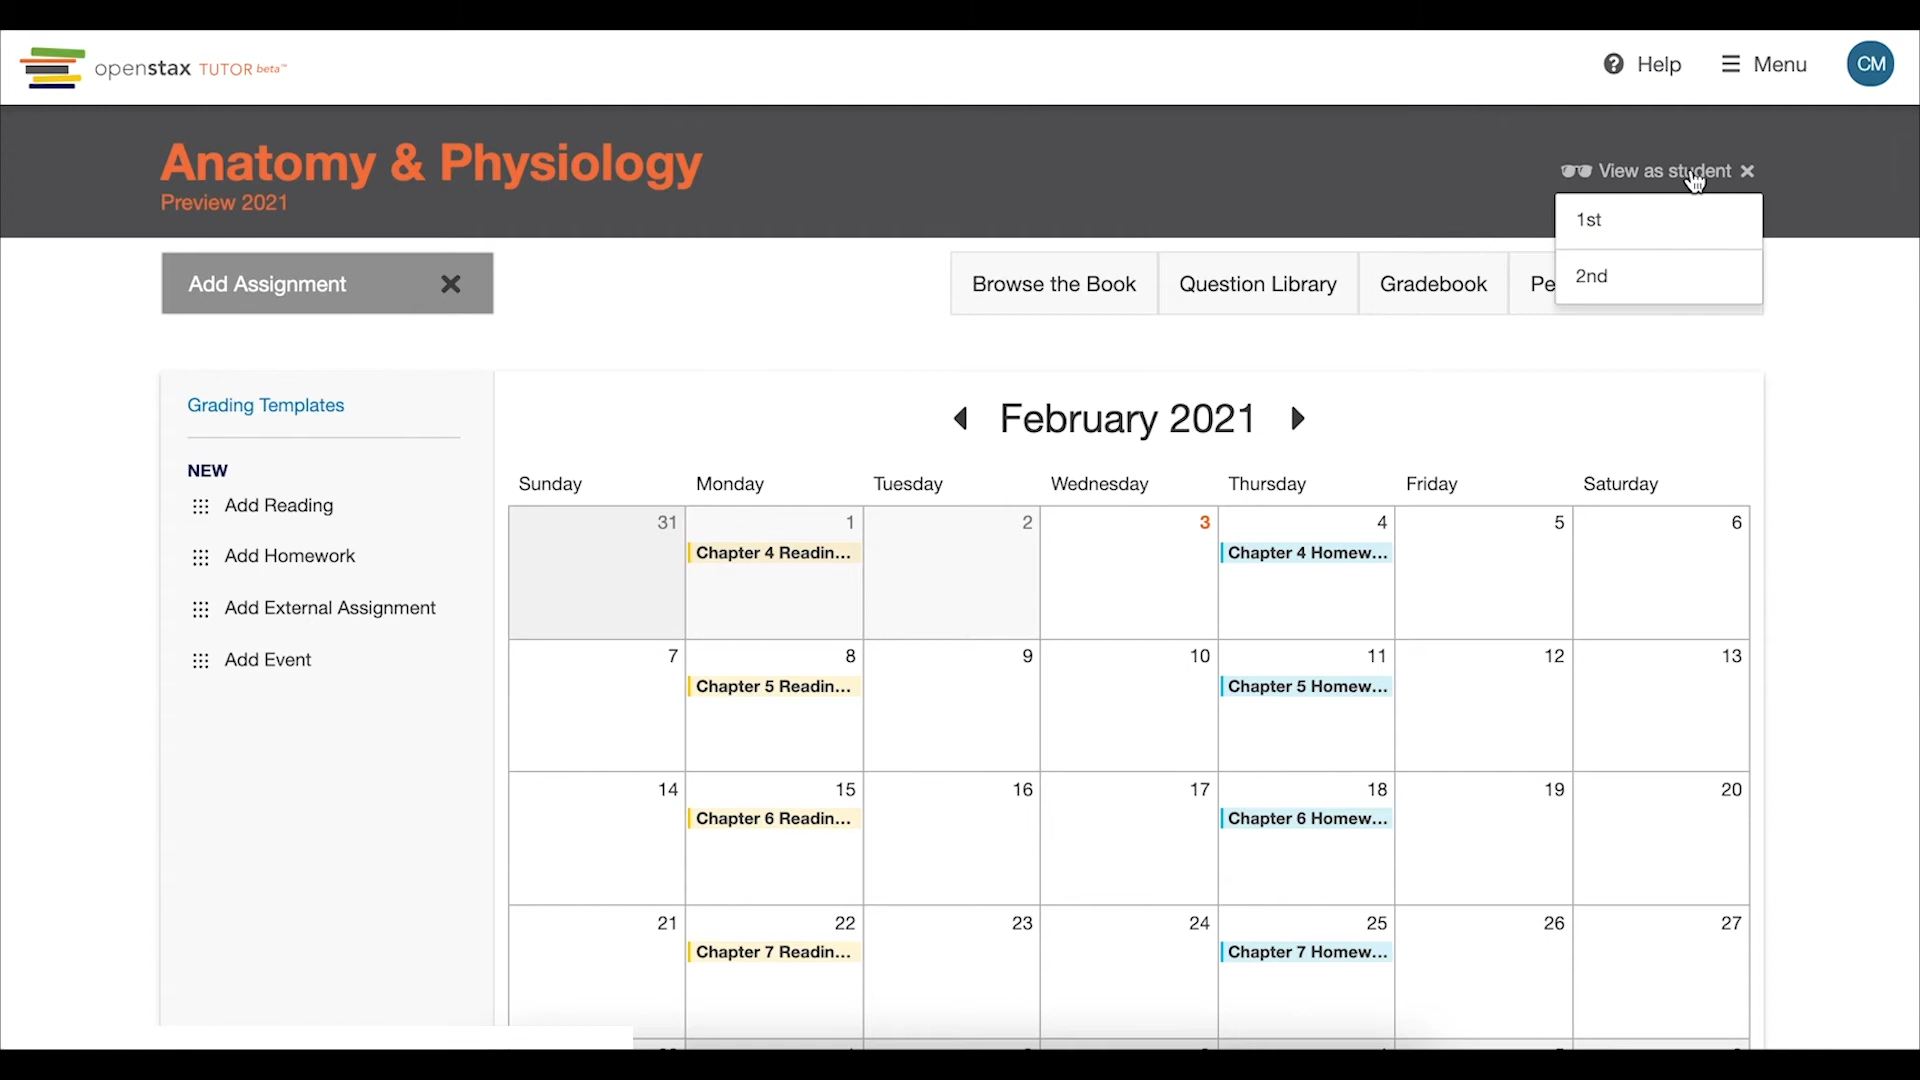 openstax TUTOR beta™
Help
Menu
CM
Anatomy & Physiology
Preview 2021
View as student
1st
2nd
Add Assignment
Browse the Book
Question Library
Gradebook
Pe
Grading Templates
NEW
Add Reading
Add Homework
Add External Assignment
Add Event
February 2021
Sunday Monday Tuesday Wednesday Thursday Friday Saturday
31 1 2 3 4 5 6
Chapter 4 Readin... Chapter 4 Homew...
7 8 9 10 11 12 13
Chapter 5 Readin... Chapter 5 Homew...
14 15 16 17 18 19 20
Chapter 6 Readin... Chapter 6 Homew...
21 22 23 24 25 26 27
Chapter 7 Readin... Chapter 7 Homew...